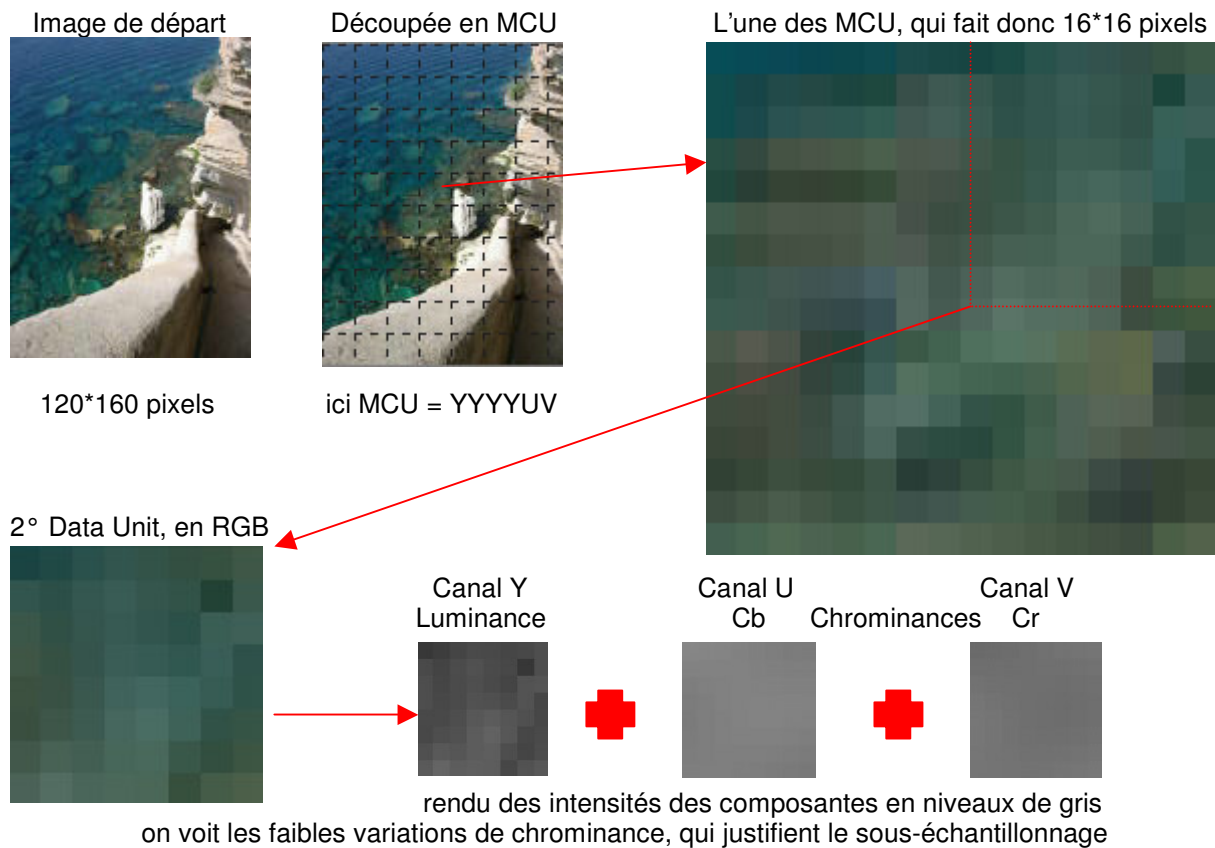 Image de départ
Découpée en MCU
L'une des MCU, qui fait donc 16*16 pixels
120*160 pixels
ici MCU = YYYYUV
2° Data Unit, en RGB
Canal Y
Luminance
Canal U
Cb
Chrominances
Canal V
Cr
rendu des intensités des composantes en niveaux de gris
on voit les faibles variations de chrominance, qui justifient le sous-échantillonnage